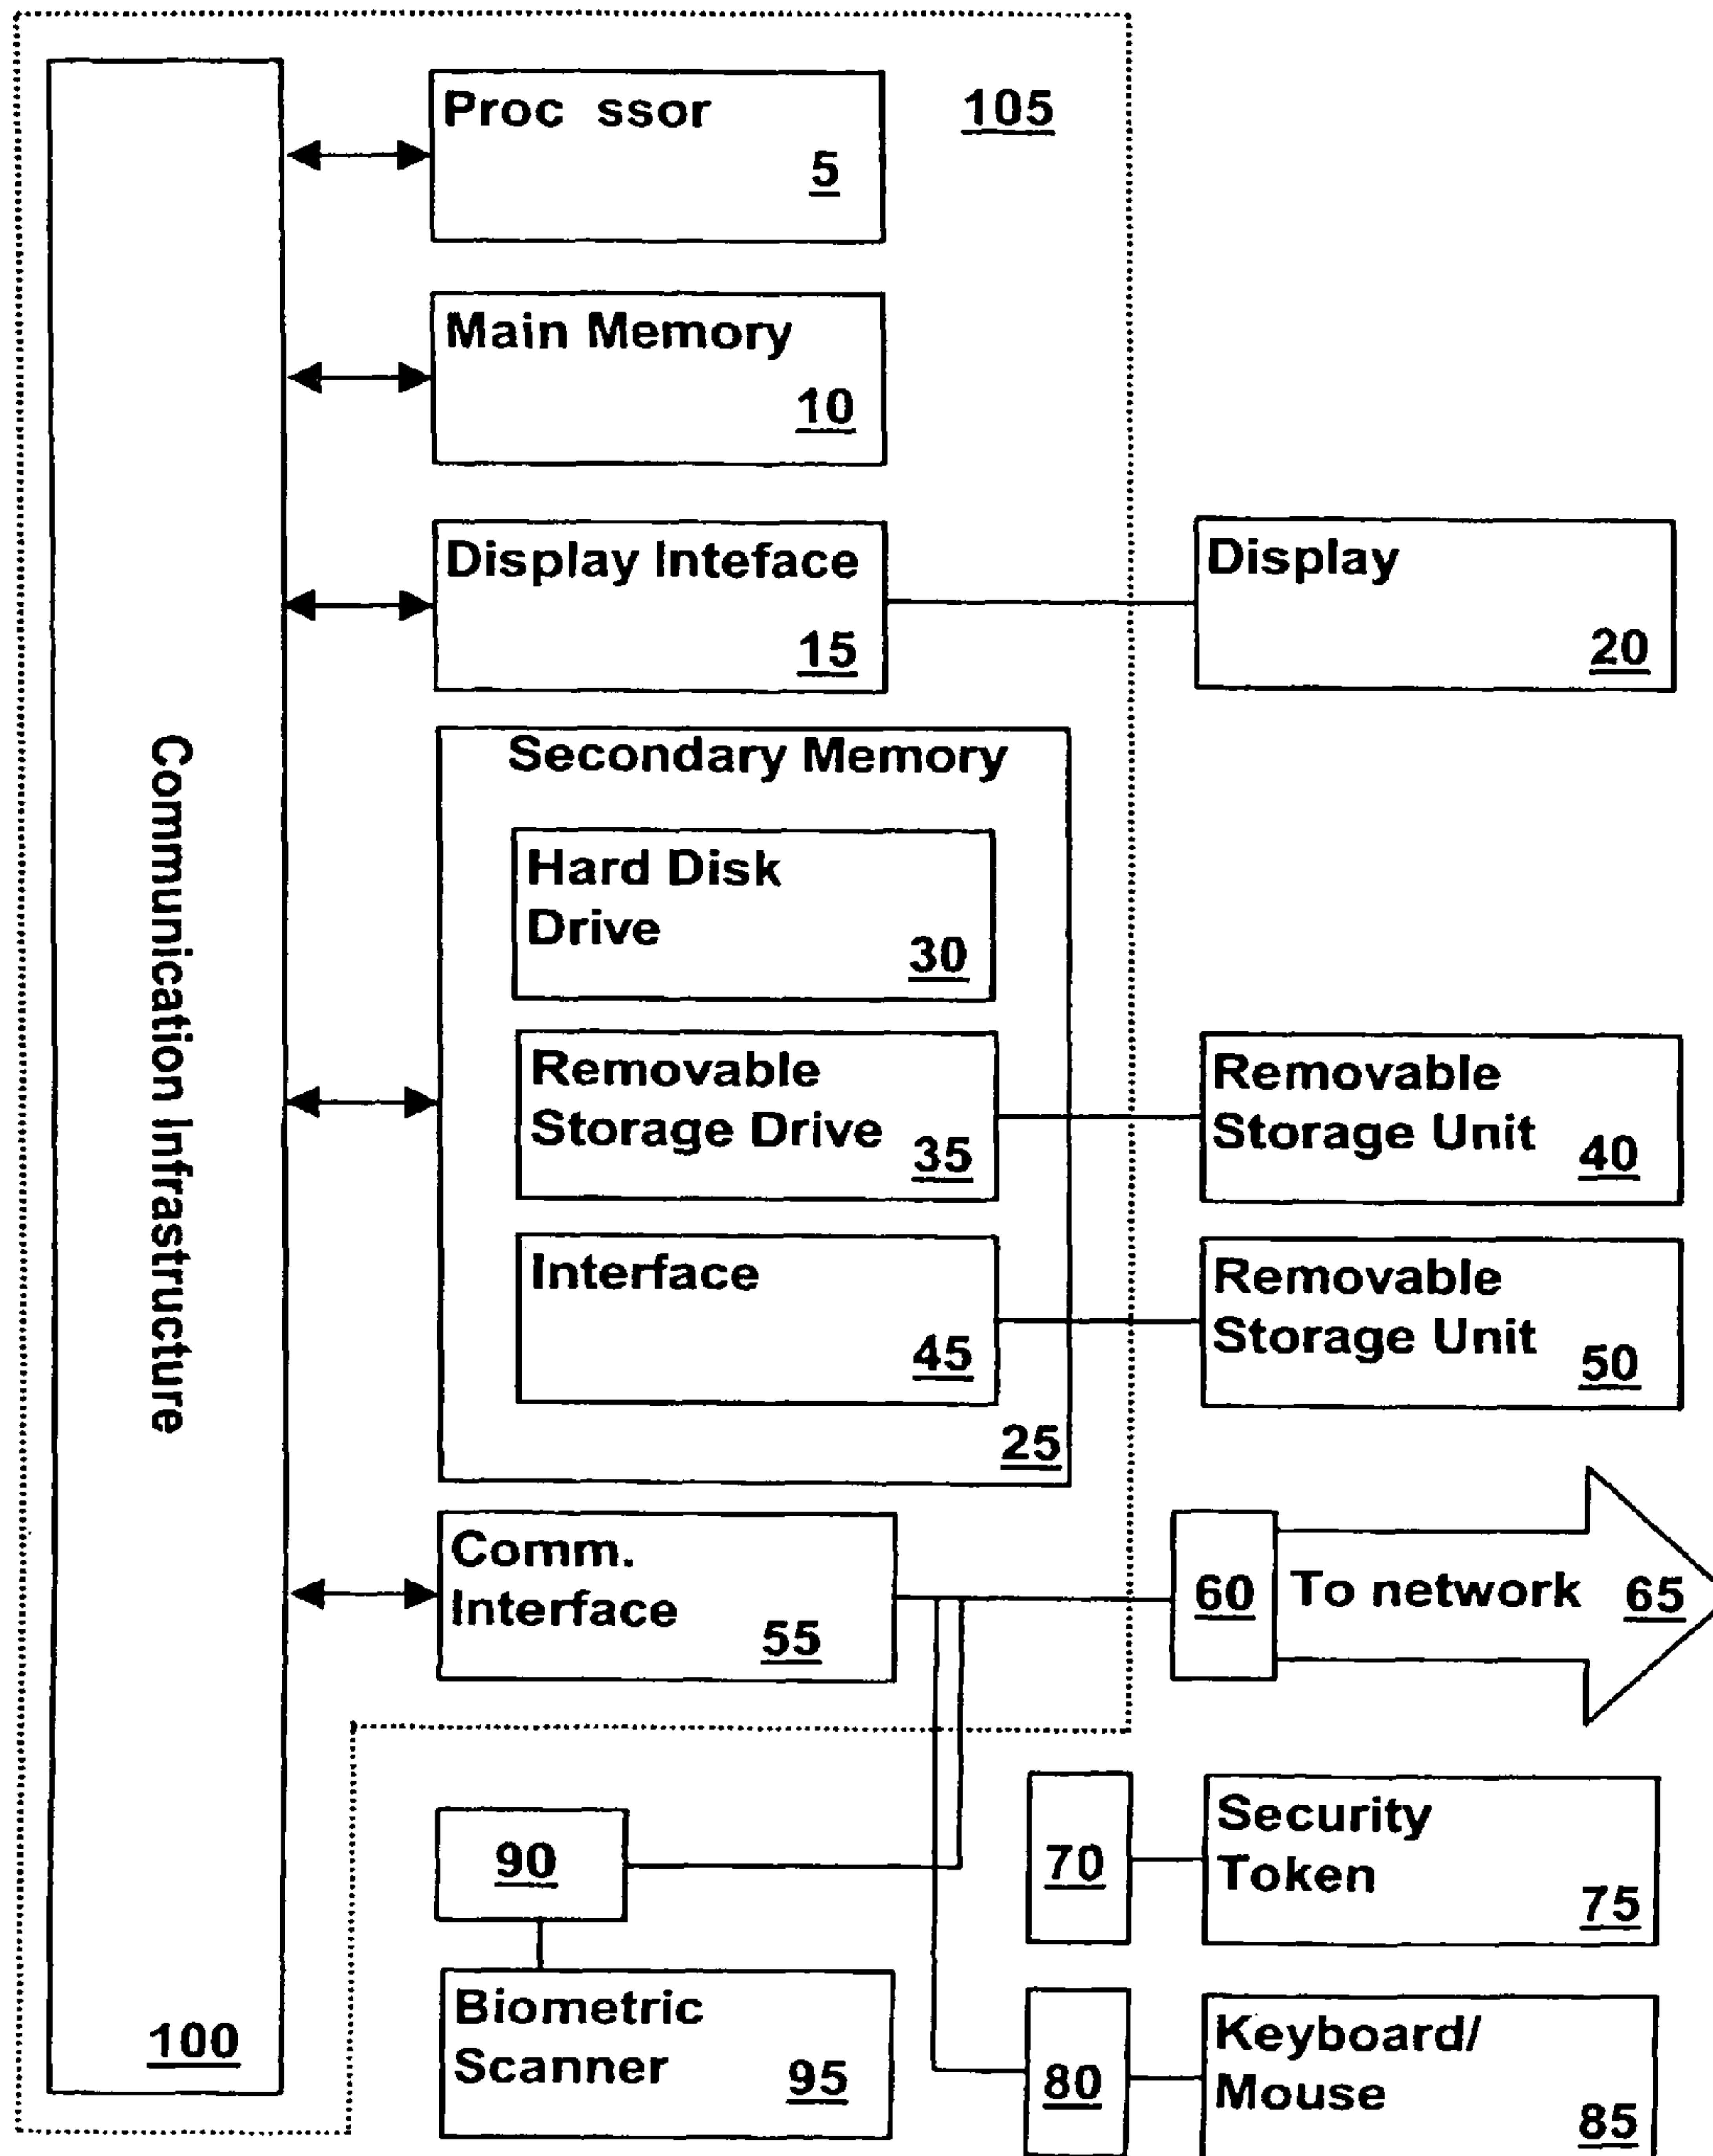 Proc ssor
5
105
Main Memory
10
Display Inteface
15
Display
20
Communication Infrastructure
100
Secondary Memory
Hard Disk
Drive
30
Removable
Storage Drive
35
Removable
Storage Unit
40
Interface
45
Removable
Storage Unit
50
25
Comm.
Interface
55
60
To network
65
90
70
Security
Token
75
Biometric
Scanner
95
80
Keyboard/
Mouse
85